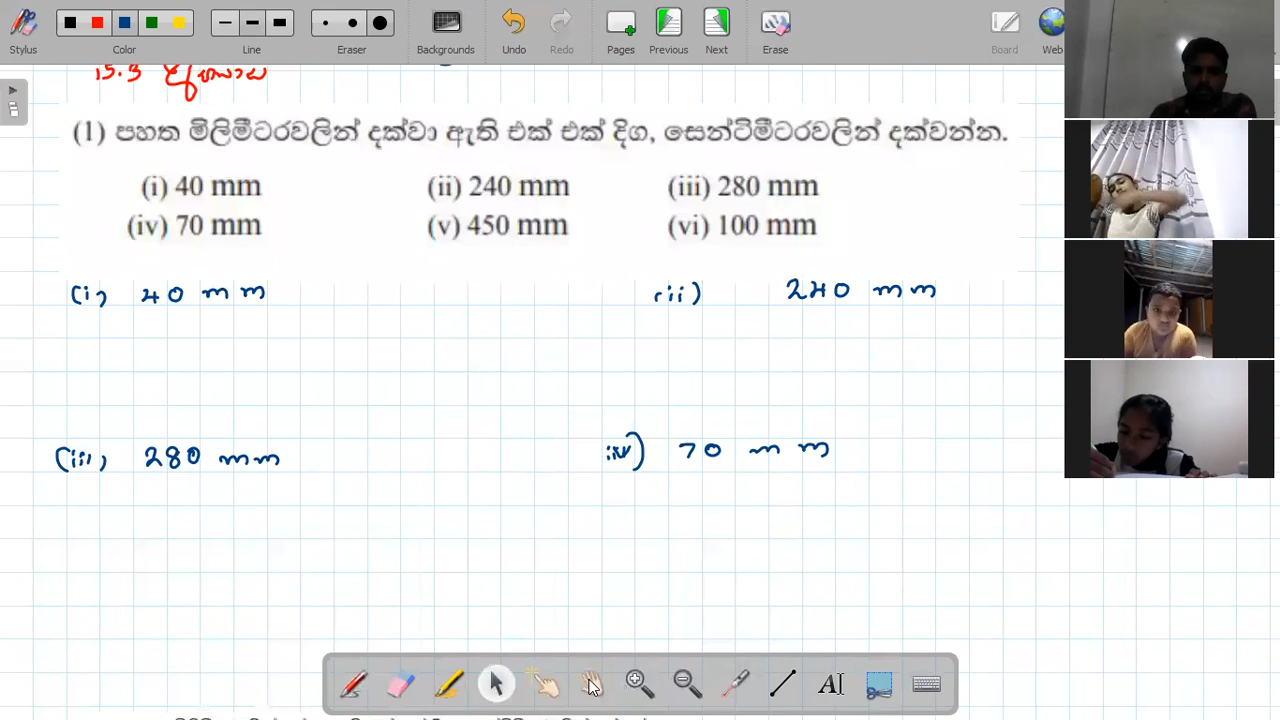 Stylus Color Line Eraser Backgrounds Undo Redo Pages Previous Next Erase Board Web
15.3 අභ්‍යාසය
(1) පහත මිලිමීටරවලින් දක්වා ඇති එක් එක් දිග, සෙන්ටිමීටරවලින් දක්වන්න.
(i) 40 mm (ii) 240 mm (iii) 280 mm
(iv) 70 mm (v) 450 mm (vi) 100 mm
(i) 40 mm (ii) 240 mm
(iii) 280 mm iv) 70 mm